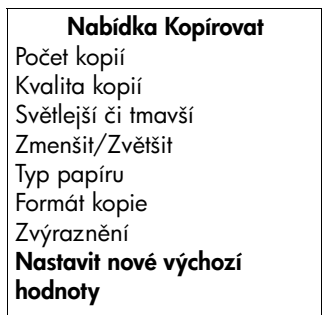 Nabídka Kopírovat
Počet kopií
Kvalita kopií
Světlejší či tmavší
Zmenšit/Zvětšit
Typ papíru
Formát kopie
Zvýraznění
Nastavit nové výchozí
hodnoty